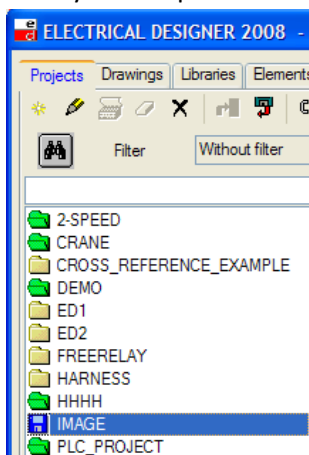 ELECTRICAL DESIGNER 2008 -
Projects Drawings Libraries Elements
Filter Without filter
2-SPEED
CRANE
CROSS_REFERENCE_EXAMPLE
DEMO
ED1
ED2
FREERELAY
HARNESS
HHHH
IMAGE
PLC_PROJECT